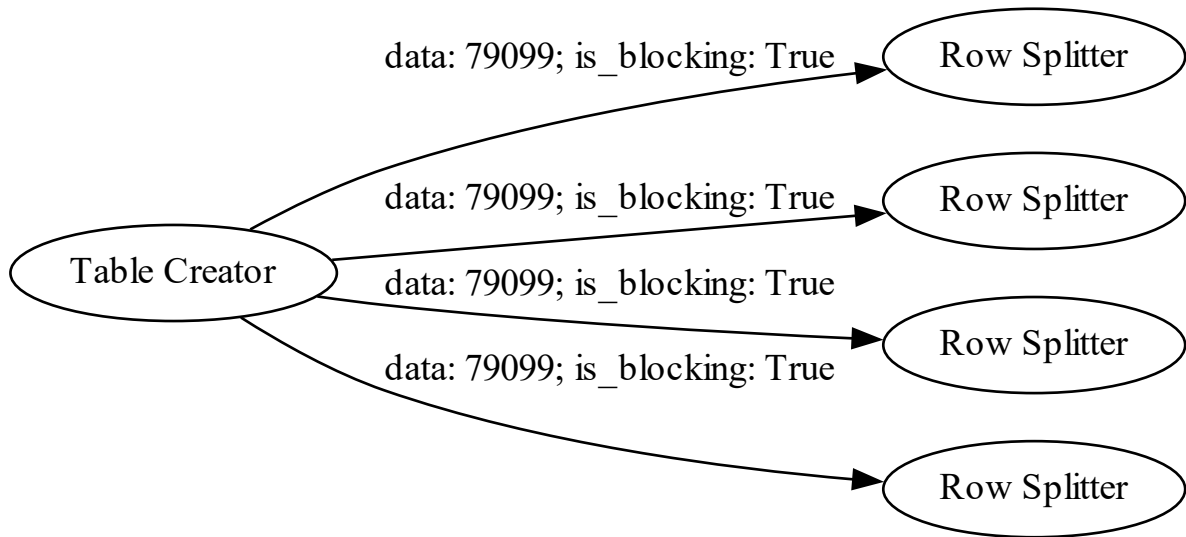 data: 79099; is_blocking: True
Row Splitter
data: 79099; is_blocking: True
Row Splitter
Table Creator
data: 79099; is_blocking: True
Row Splitter
data: 79099; is_blocking: True
Row Splitter